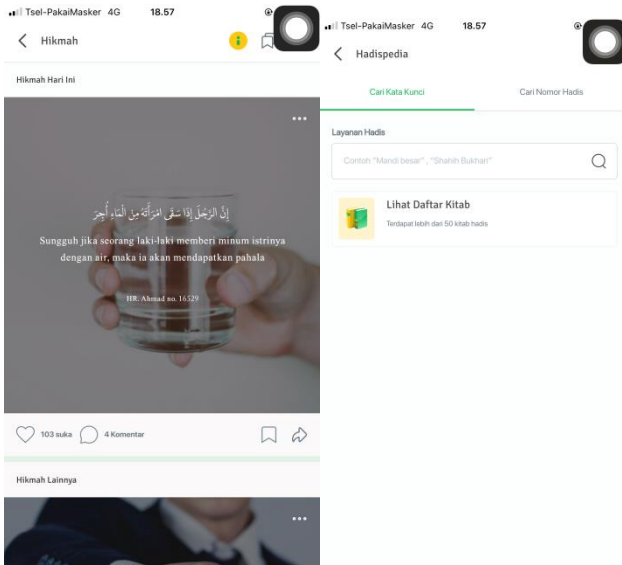 Tsel-PakaiMasker 4G 18.57
Hikmah
Hikmah Hari Ini
إِنَّ الرَّجُلَ إِذَا سَقَى امْرَأَتَهُ مِنَ الْمَاءِ أُجِرَ
Sungguh jika seorang laki-laki memberi minum istrinya
dengan air, maka ia akan mendapatkan pahala
HR. Ahmad no. 16529
103 suka 4 Komentar
Hikmah Lainnya
Tsel-PakaiMasker 4G 18.57
Hadispedia
Cari Kata Kunci Cari Nomor Hadis
Layanan Hadis
Contoh "Mandi besar" , "Shahih Bukhari"
Lihat Daftar Kitab
Terdapat lebih dari 50 kitab hadis